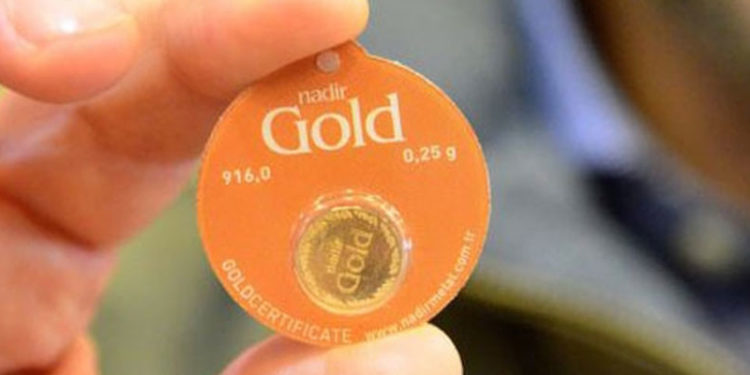 nadir
Gold
916,0
0,25 g
nadir
Gold
GOLDCERTIFICATE www.nadirmetal.com.tr